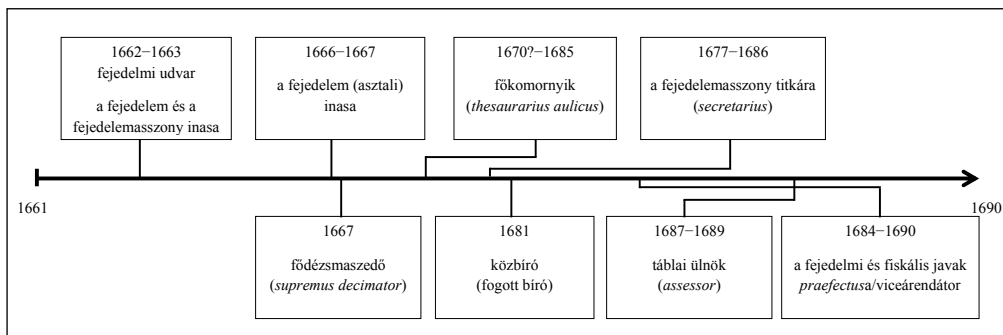 1662−1663
fejedelmi udvar
a fejedelem és a
fejedelemasszony inasa
1666−1667
a fejedelem (asztali)
inasa
1670?−1685
főkomornyik
(thesaurarius aulicus)
1677−1686
a fejedelemasszony titkára
(secretarius)
1661
1690
1667
fődézsmaszedő
(supremus decimator)
1681
közbíró
(fogott bíró)
1687−1689
táblai ülnök
(assessor)
1684−1690
a fejedelmi és fiskális javak
praefectusa/viceárendátor